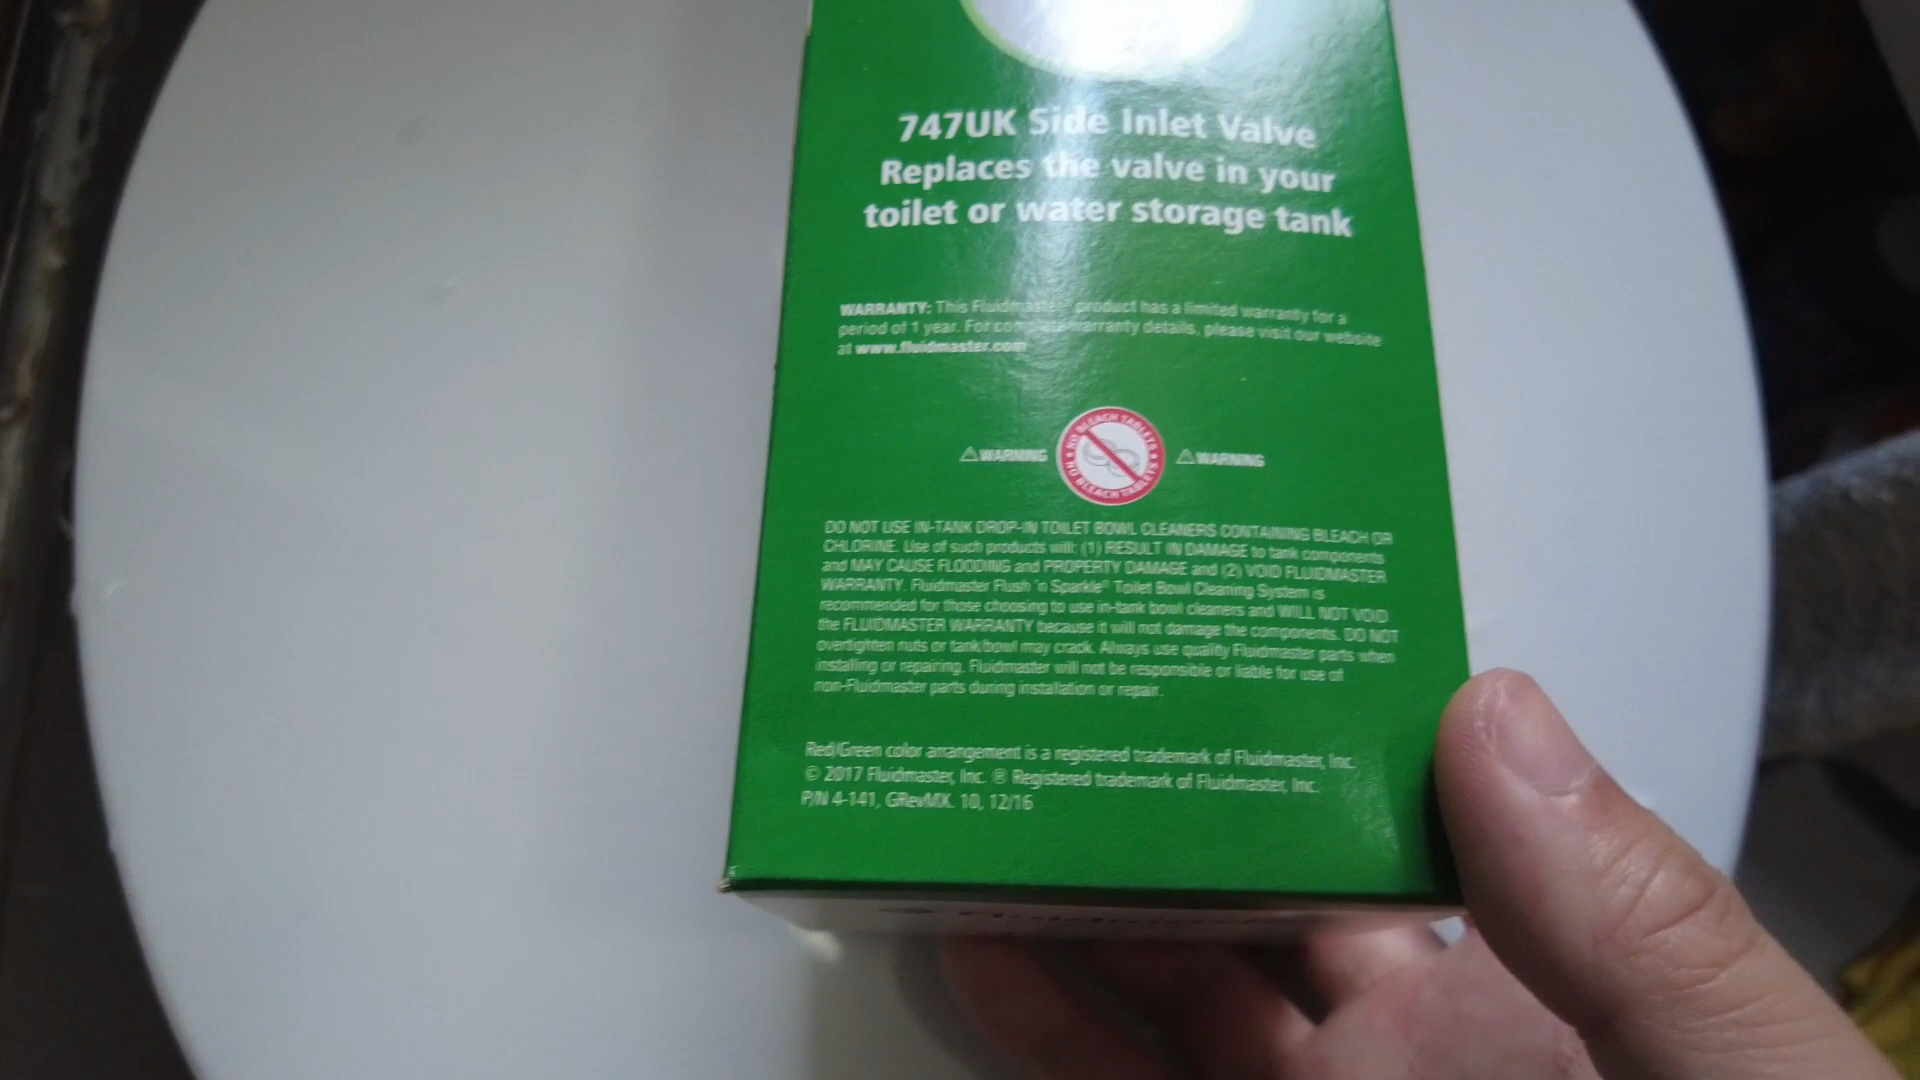 747UK Side Inlet Valve
Replaces the valve in your
toilet or water storage tank
WARRANTY: This Fluidmaster product has a limited warranty for a
period of 1 year. For complete warranty details, please visit our website
at www.fluidmaster.com
⚠WARNING
NO BLEACH TABLETS • NO BLEACH TABLETS •
⚠WARNING
DO NOT USE IN-TANK DROP-IN TOILET BOWL CLEANERS CONTAINING BLEACH OR
CHLORINE. Use of such products will: (1) RESULT IN DAMAGE to tank components
and MAY CAUSE FLOODING and PROPERTY DAMAGE and (2) VOID FLUIDMASTER
WARRANTY. Fluidmaster Flush 'n Sparkle® Toilet Bowl Cleaning System is
recommended for those choosing to use in-tank bowl cleaners and WILL NOT VOID
the FLUIDMASTER WARRANTY because it will not damage the components. DO NOT
overtighten nuts or tank/bowl may crack. Always use quality Fluidmaster parts when
installing or repairing. Fluidmaster will not be responsible or liable for use of
non-Fluidmaster parts during installation or repair.
Red/Green color arrangement is a registered trademark of Fluidmaster, Inc.
© 2017 Fluidmaster, Inc. ® Registered trademark of Fluidmaster, Inc.
P/N 4-141, GRevMX. 10, 12/16